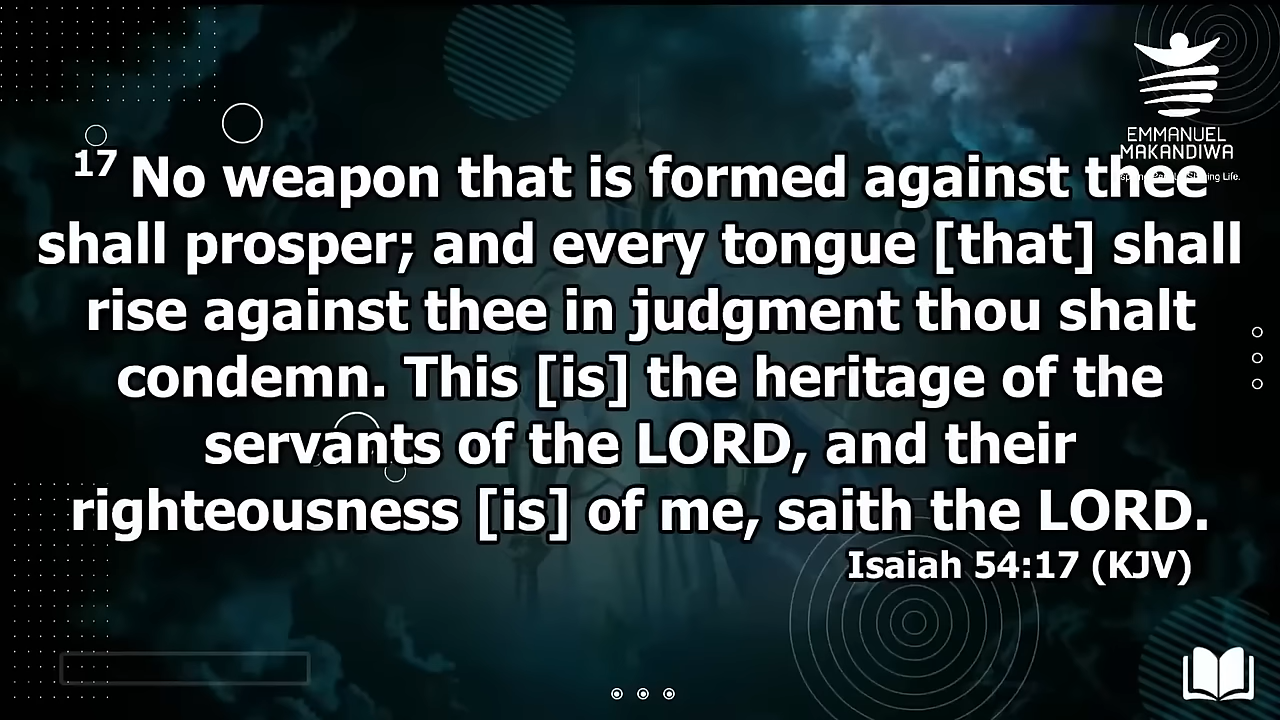 EMMANUEL
MAKANDIWA
17 No weapon that is formed against thee
shall prosper; and every tongue [that] shall
rise against thee in judgment thou shalt
condemn. This [is] the heritage of the
servants of the LORD, and their
righteousness [is] of me, saith the LORD.
Isaiah 54:17 (KJV)